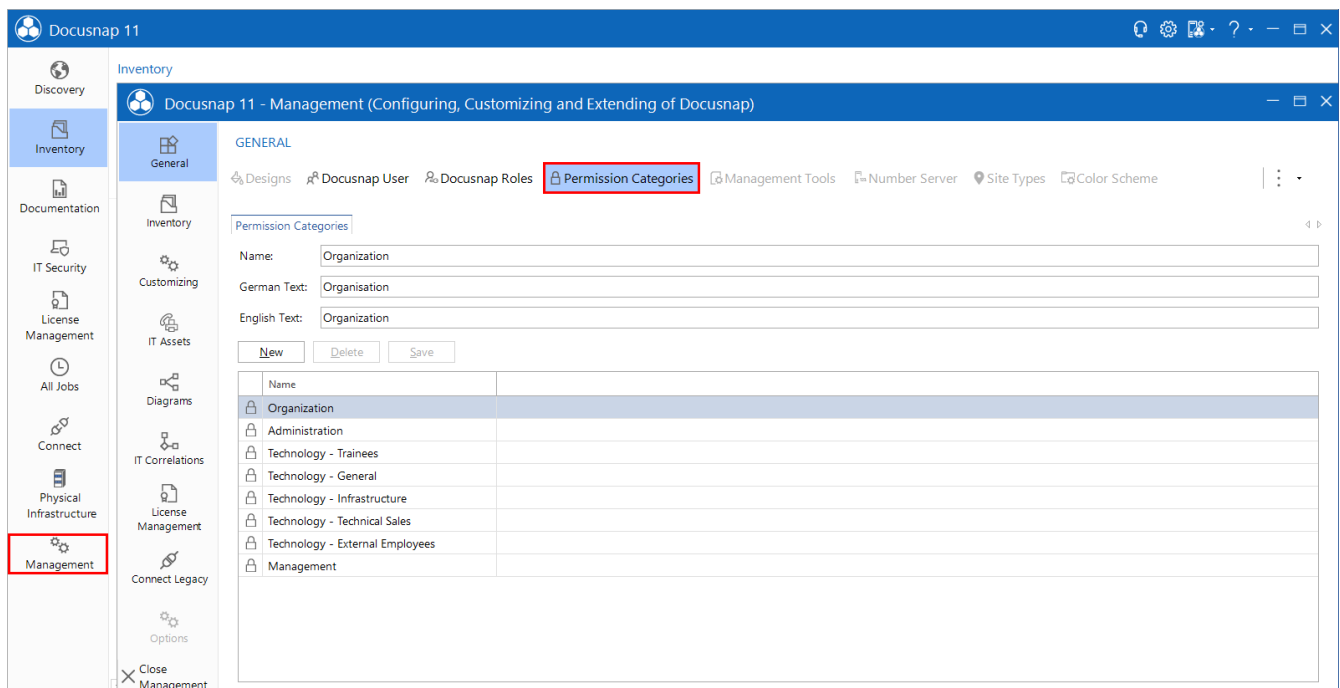 Docusnap 11
Discovery
Inventory
Documentation
IT Security
License
Management
All Jobs
Connect
Physical
Infrastructure
Management
Inventory
Docusnap 11 - Management (Configuring, Customizing and Extending of Docusnap)
General
Inventory
Customizing
IT Assets
Diagrams
IT Correlations
License
Management
Connect Legacy
Options
Close
Management
GENERAL
Designs Docusnap User Docusnap Roles Permission Categories Management Tools Number Server Site Types Color Scheme
Permission Categories
Name: Organization
German Text: Organisation
English Text: Organization
New Delete Save
Name
Organization
Administration
Technology - Trainees
Technology - General
Technology - Infrastructure
Technology - Technical Sales
Technology - External Employees
Management